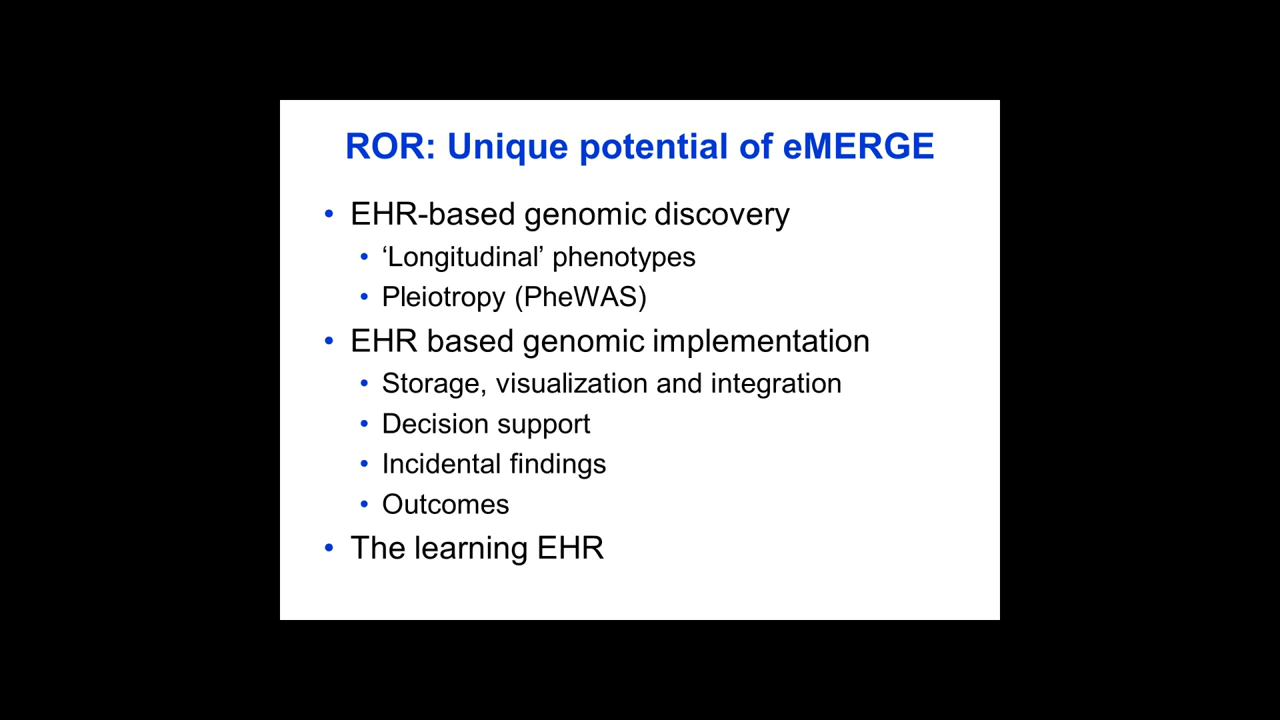 ROR: Unique potential of eMERGE
• EHR-based genomic discovery
• ‘Longitudinal’ phenotypes
• Pleiotropy (PheWAS)
• EHR based genomic implementation
• Storage, visualization and integration
• Decision support
• Incidental findings
• Outcomes
• The learning EHR